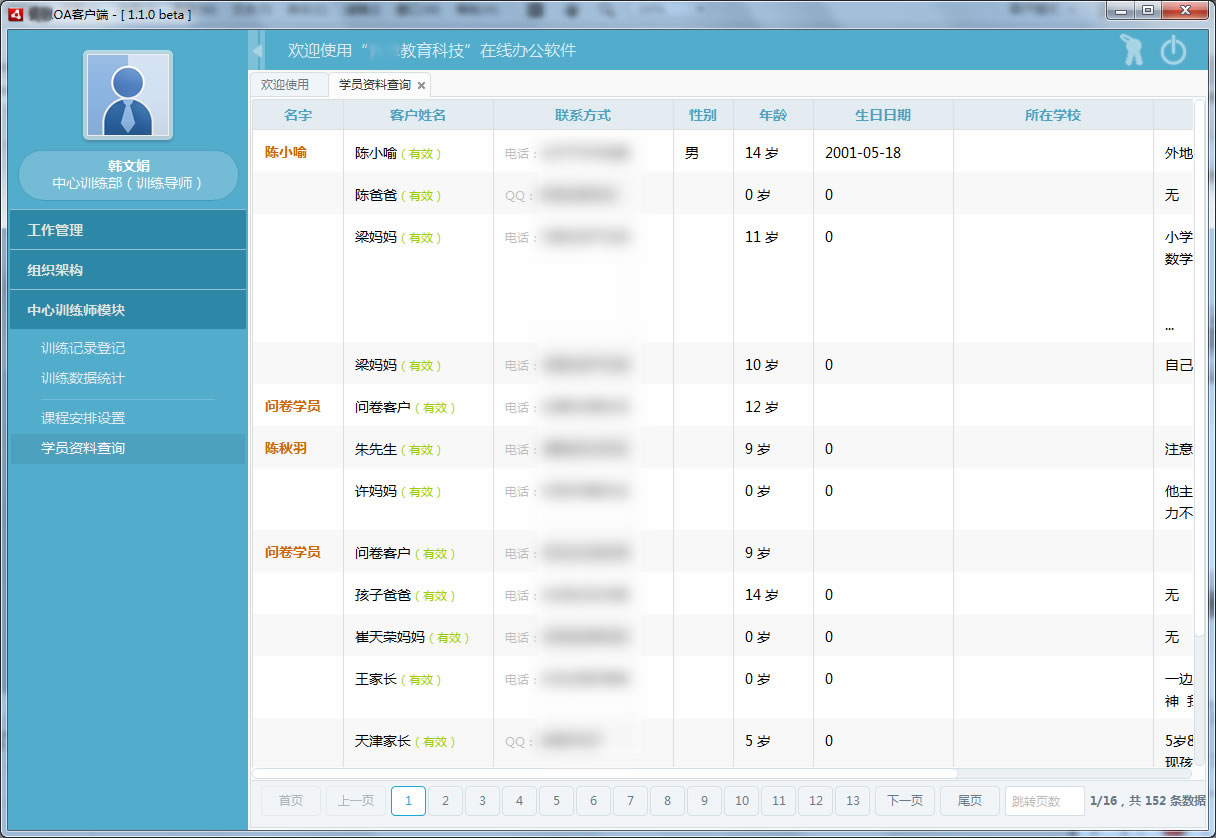 OA客户端 - [ 1.1.0 beta ]
欢迎使用“ 教育科技”在线办公软件
韩文娟
中心训练部（训练导师）
工作管理
组织架构
中心训练师模块
训练记录登记
训练数据统计
课程安排设置
学员资料查询
欢迎使用 学员资料查询 ×
名字 客户姓名 联系方式 性别 年龄 生日日期 所在学校
陈小喻 陈小喻（有效） 电话： 男 14 岁 2001-05-18 外地
陈爸爸（有效） QQ： 0 岁 0 无
梁妈妈（有效） 电话： 11 岁 0 小学
数学
...
梁妈妈（有效） 电话： 10 岁 0 自己
问卷学员 问卷客户（有效） 电话： 12 岁
陈秋羽 朱先生（有效） 电话： 9 岁 0 注意
许妈妈（有效） 电话： 0 岁 0 他主
力不
问卷学员 问卷客户（有效） 电话： 9 岁
孩子爸爸（有效） 电话： 14 岁 0 无
崔天荣妈妈（有效） 电话： 0 岁 0 无
王家长（有效） 电话： 0 岁 0 一边
神
天津家长（有效） QQ： 5 岁 0 5岁8
现孩
首页 上一页 1 2 3 4 5 6 7 8 9 10 11 12 13 下一页 尾页 跳转页数 1/16，共 152 条数据